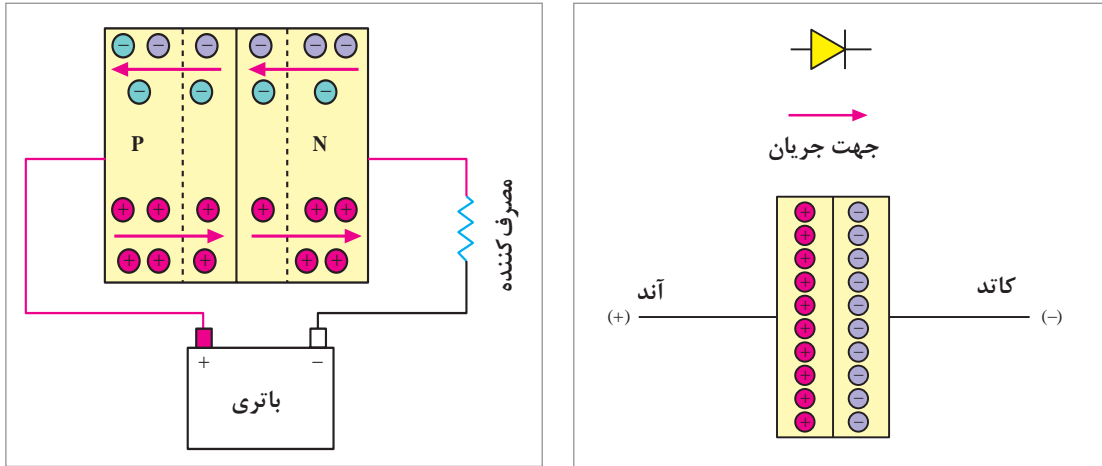 P
N
مصرف کننده
+
−
باتری
جهت جریان
آند
(+)
کاتد
(−)